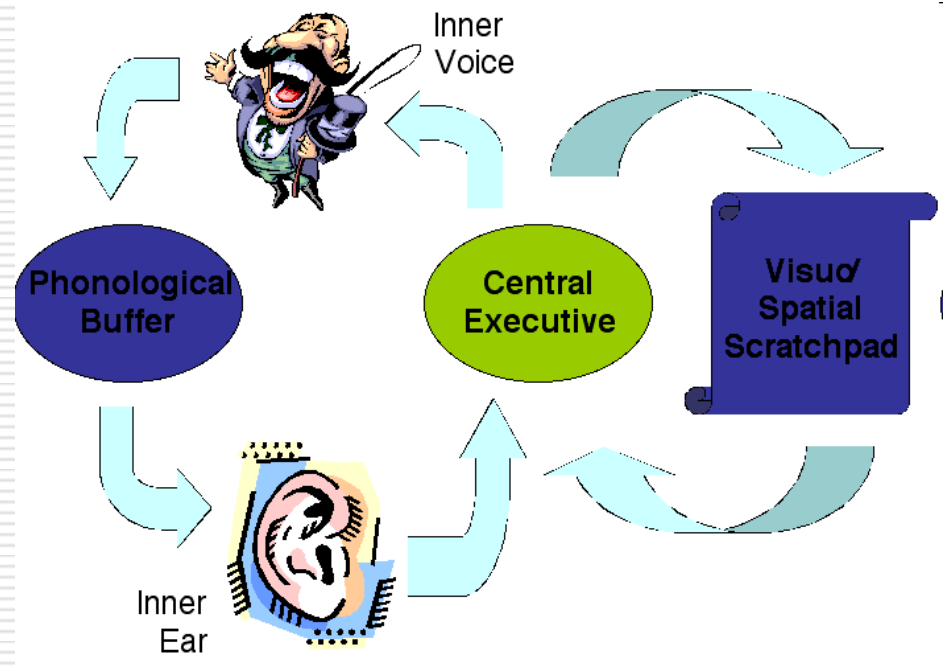 Inner
Voice
Phonological
Buffer
Central
Executive
Visuo/
Spatial
Scratchpad
Inner
Ear